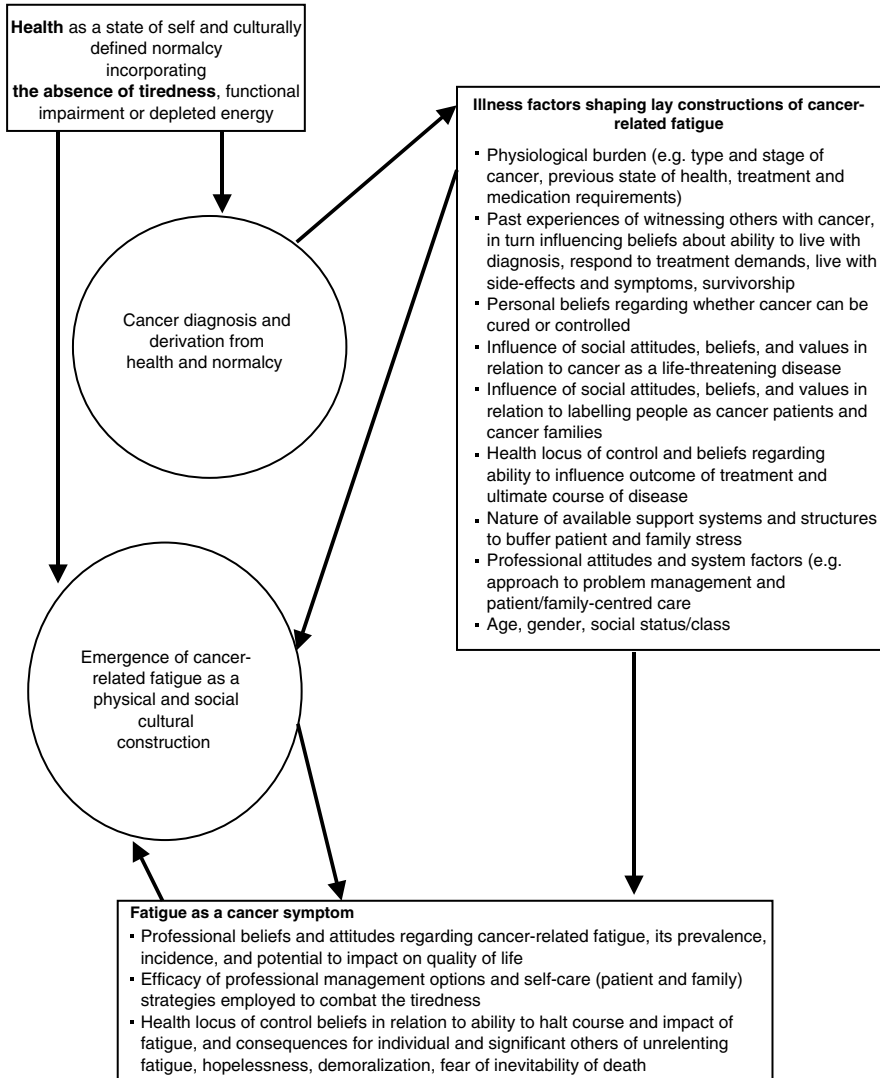 Health as a state of self and culturally
defined normalcy
incorporating
the absence of tiredness, functional
impairment or depleted energy
Illness factors shaping lay constructions of cancer-
related fatigue
▪ Physiological burden (e.g. type and stage of
cancer, previous state of health, treatment and
medication requirements)
▪ Past experiences of witnessing others with cancer,
in turn influencing beliefs about ability to live with
diagnosis, respond to treatment demands, live with
side-effects and symptoms, survivorship
▪ Personal beliefs regarding whether cancer can be
cured or controlled
▪ Influence of social attitudes, beliefs, and values in
relation to cancer as a life-threatening disease
▪ Influence of social attitudes, beliefs, and values in
relation to labelling people as cancer patients and
cancer families
▪ Health locus of control and beliefs regarding
ability to influence outcome of treatment and
ultimate course of disease
▪ Nature of available support systems and structures
to buffer patient and family stress
▪ Professional attitudes and system factors (e.g.
approach to problem management and
patient/family-centred care
▪ Age, gender, social status/class
Cancer diagnosis and
derivation from
health and normalcy
Emergence of cancer-
related fatigue as a
physical and social
cultural
construction
Fatigue as a cancer symptom
▪ Professional beliefs and attitudes regarding cancer-related fatigue, its prevalence,
incidence, and potential to impact on quality of life
▪ Efficacy of professional management options and self-care (patient and family)
strategies employed to combat the tiredness
▪ Health locus of control beliefs in relation to ability to halt course and impact of
fatigue, and consequences for individual and significant others of unrelenting
fatigue, hopelessness, demoralization, fear of inevitability of death